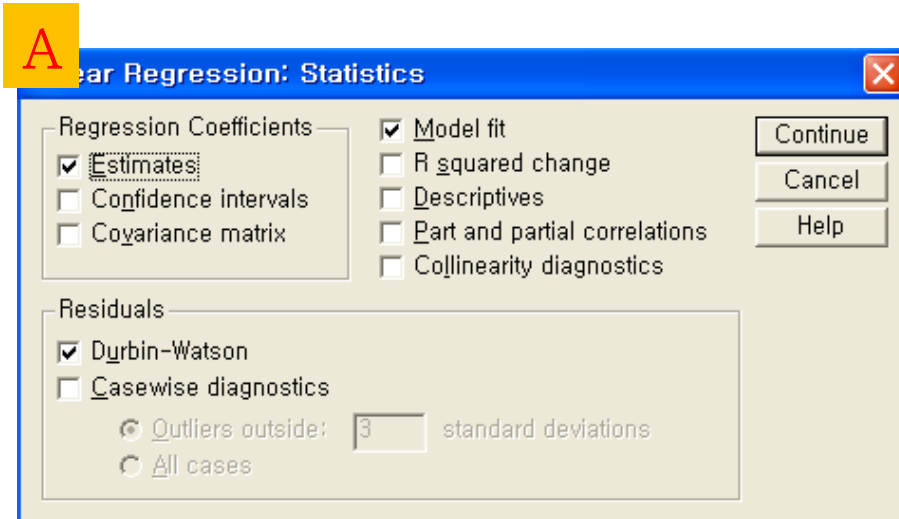 A
ear Regression: Statistics
Regression Coefficients
Estimates
Confidence intervals
Covariance matrix
Model fit
R squared change
Descriptives
Part and partial correlations
Collinearity diagnostics
Continue
Cancel
Help
Residuals
Durbin-Watson
Casewise diagnostics
Outliers outside: 3 standard deviations
All cases